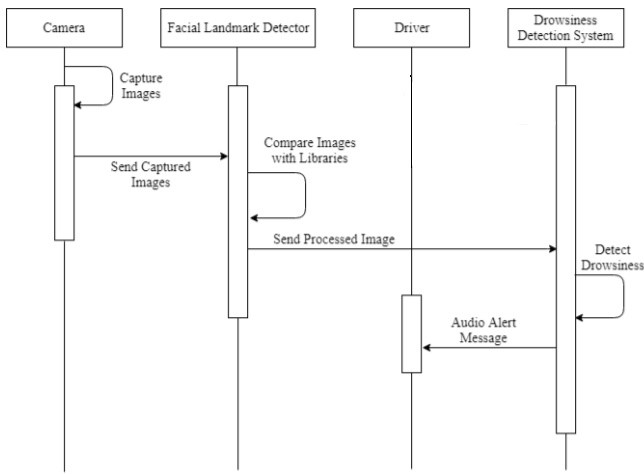 Camera
Facial Landmark Detector
Driver
Drowsiness
Detection System
Capture
Images
Compare Images
with Libraries
Send Captured
Images
Send Processed Image
Detect
Drowsiness
Audio Alert
Message